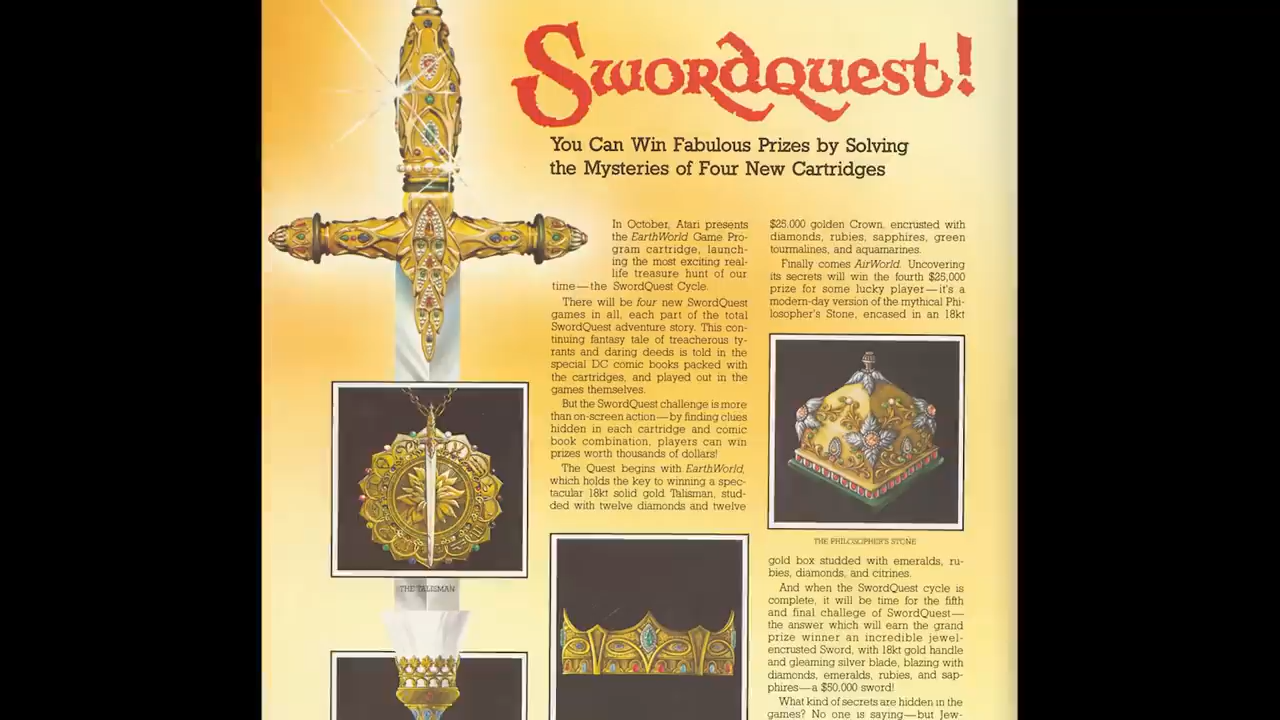 Swordquest!
You Can Win Fabulous Prizes by Solving
the Mysteries of Four New Cartridges
In October, Atari presents
the EarthWorld Game Pro-
gram cartridge, launch-
ing the most exciting real-
life treasure hunt of our
time—the SwordQuest Cycle.
There will be four new SwordQuest
games in all, each part of the total
SwordQuest adventure story. This con-
tinuing fantasy tale of treacherous ty-
rants and daring deeds is told in the
special DC comic books packed with
the cartridges, and played out in the
games themselves.
But the SwordQuest challenge is more
than on-screen action—by finding clues
hidden in each cartridge and comic
book combination, players can win
prizes worth thousands of dollars!
The Quest begins with EarthWorld,
which holds the key to winning a spec-
tacular 18kt solid gold Talisman, stud-
ded with twelve diamonds and twelve
THE TALISMAN
$25,000 golden Crown, encrusted with
diamonds, rubies, sapphires, green
tourmalines, and aquamarines.
Finally comes AirWorld. Uncovering
its secrets will win the fourth $25,000
prize for some lucky player—it's a
modern-day version of the mythical Phi-
losopher's Stone, encased in an 18kt
THE PHILOSOPHER'S STONE
gold box studded with emeralds, ru-
bies, diamonds, and citrines.
And when the SwordQuest cycle is
complete, it will be time for the fifth
and final challege of SwordQuest—
the answer which will earn the grand
prize winner an incredible jewel-
encrusted Sword, with 18kt gold handle
and gleaming silver blade, blazing with
diamonds, emeralds, rubies, and sap-
phires—a $50,000 sword!
What kind of secrets are hidden in the
games? No one is saying—but Jew-